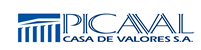 PICAVAL
CASA DE VALORES S.A.